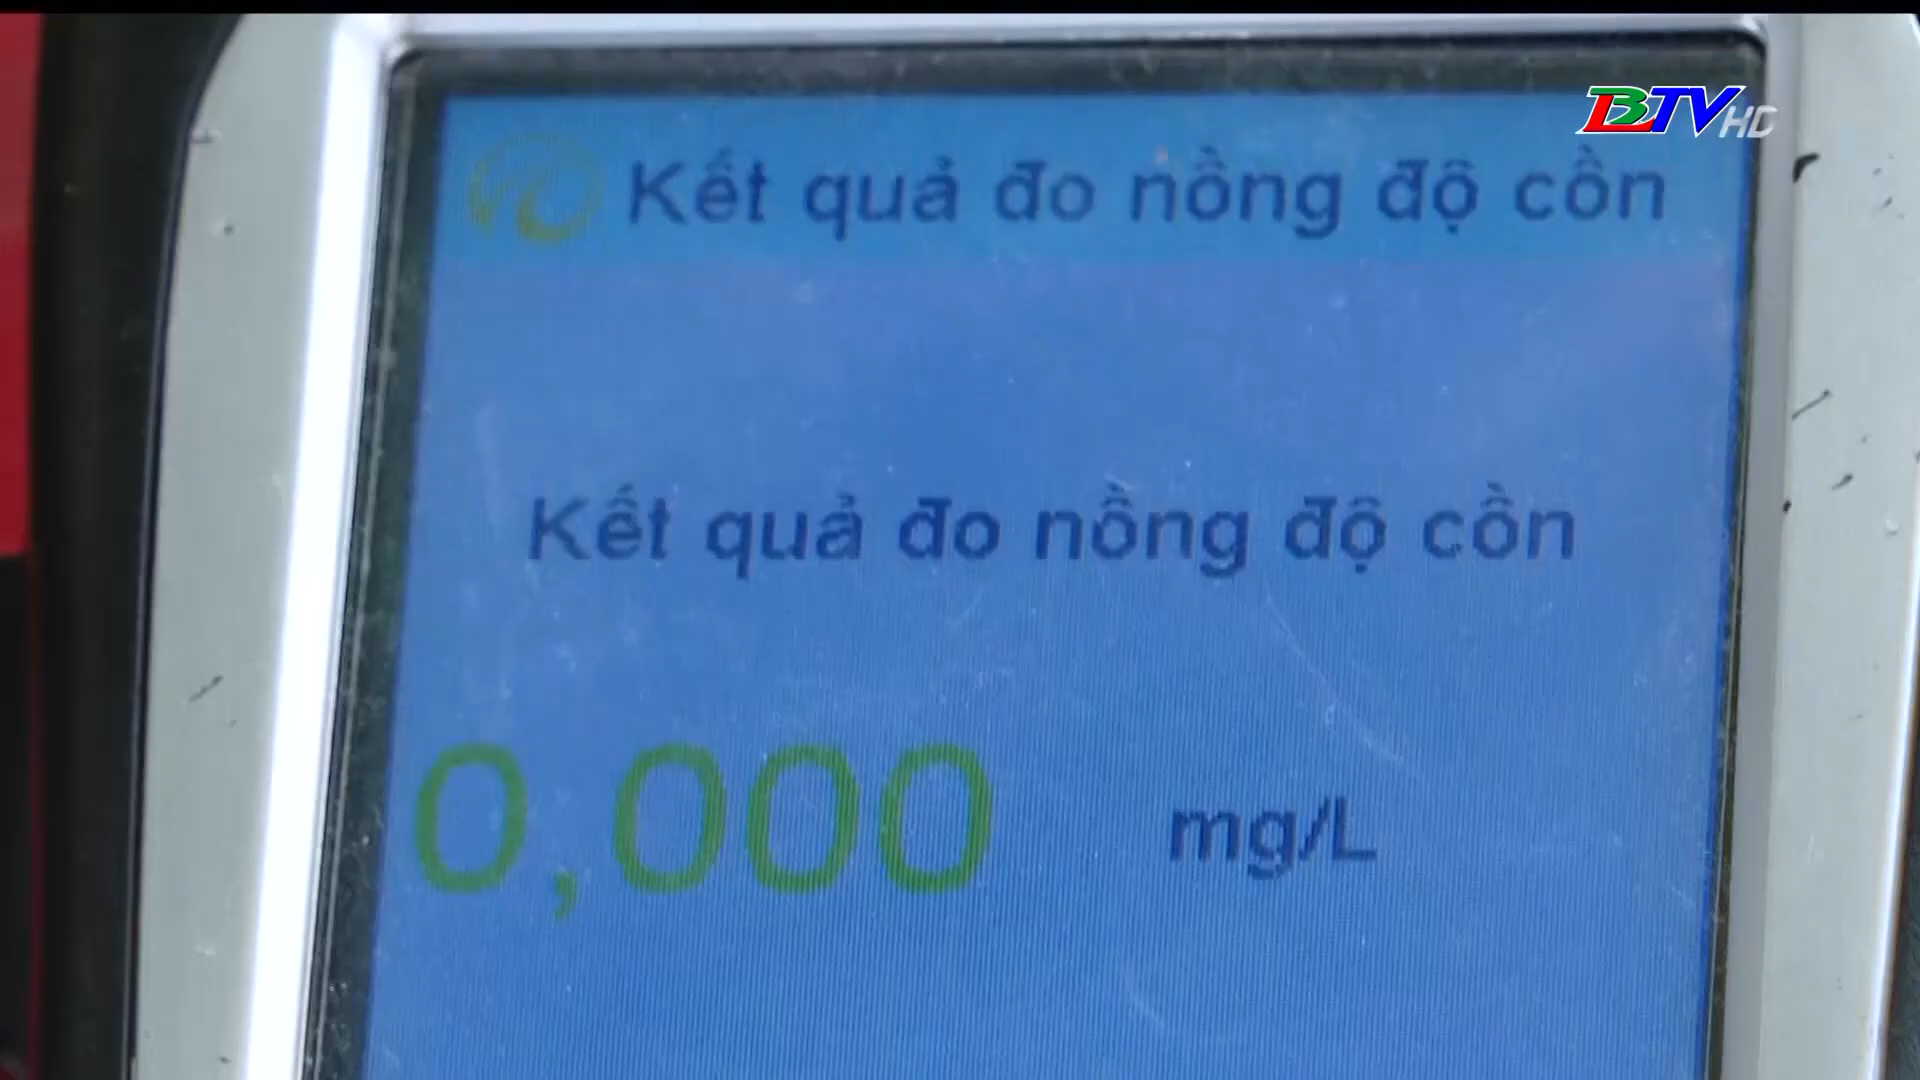 BTV HD
Kết quả đo nồng độ cồn
Kết quả đo nồng độ cồn
0,000 mg/L